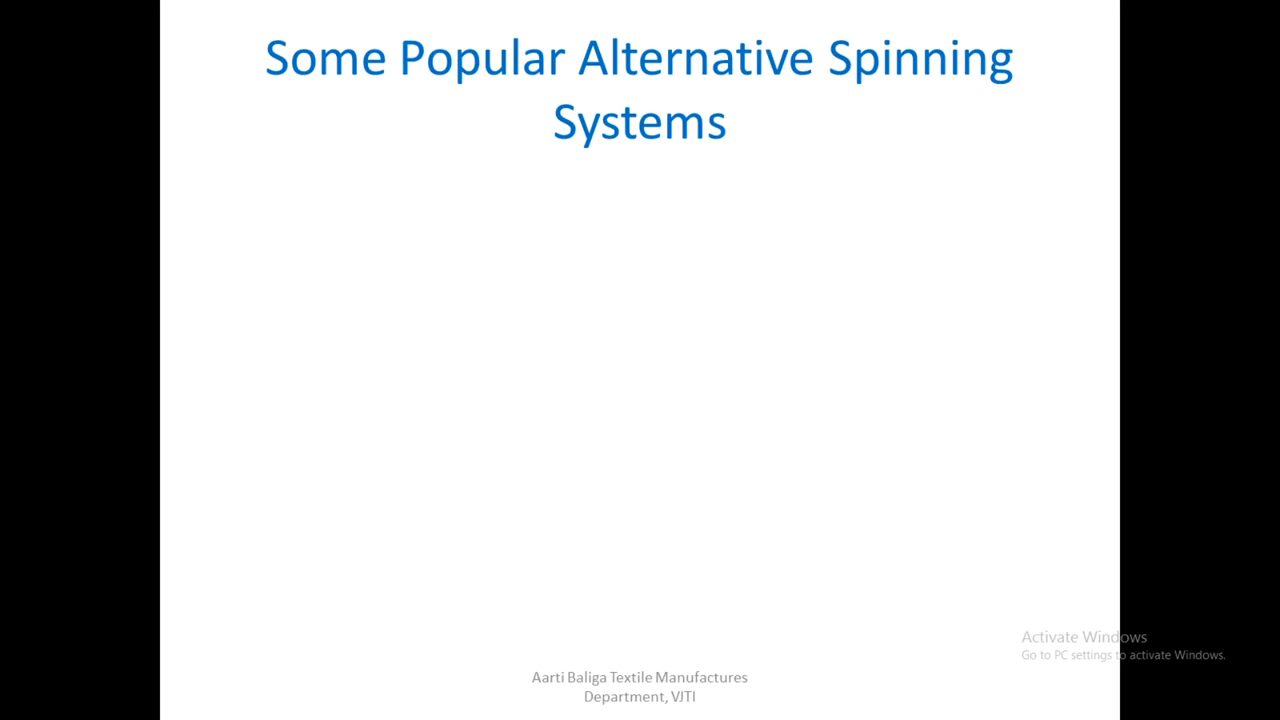 Some Popular Alternative Spinning
Systems
Activate Windows
Go to PC settings to activate Windows.
Aarti Baliga Textile Manufactures
Department, VJTI